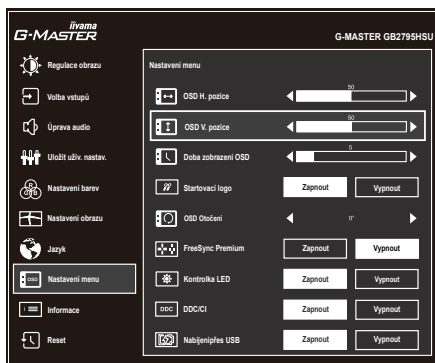 iiyama
G-MASTER
G-MASTER GB2795HSU
Regulace obrazu
Volba vstupů
Úprava audio
Uložit uživ. nastav.
Nastavení barev
Nastavení obrazu
Jazyk
OSD Nastavení menu
Informace
Reset
Nastavení menu
OSD H. pozice 50
OSD V. pozice 50
Doba zobrazení OSD 5
Startovací logo Zapnout Vypnout
OSD Otočení 0°
FreeSync Premium Zapnout Vypnout
Kontrolka LED Zapnout Vypnout
DDC DDC/CI Zapnout Vypnout
Nabíjenípřes USB Zapnout Vypnout